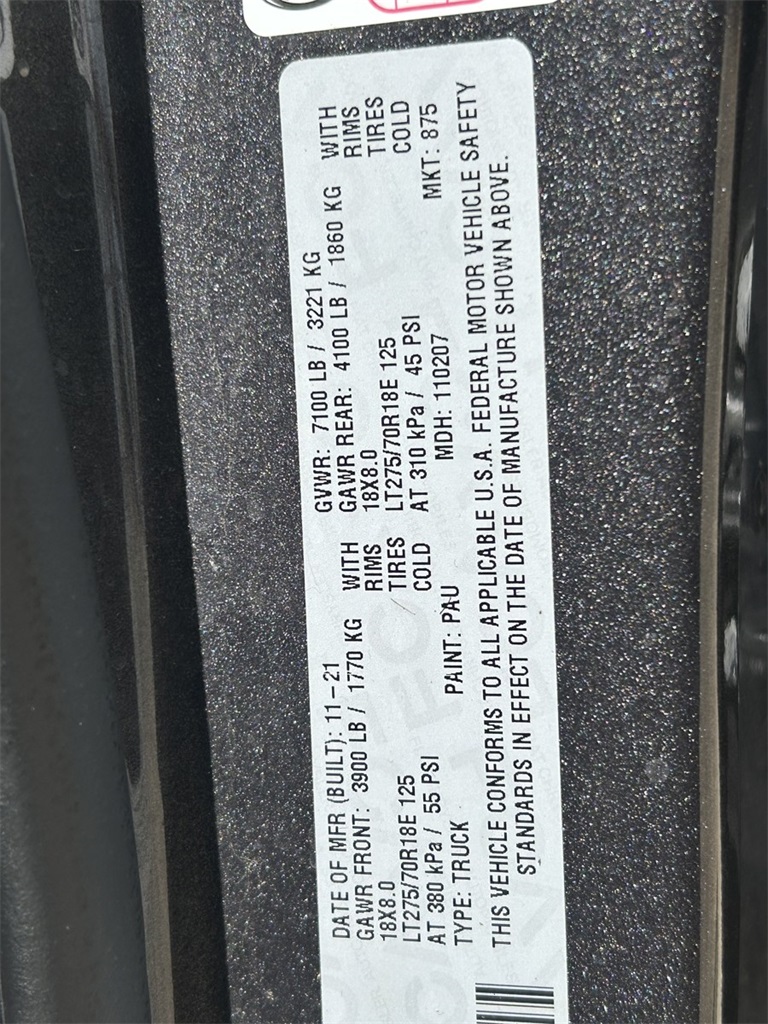 DATE OF MFR (BUILT): 11-21 GVWR: 7100 LB / 3221 KG
GAWR FRONT: 3900 LB / 1770 KG WITH GAWR REAR: 4100 LB / 1860 KG WITH
18X8.0 RIMS 18X8.0 RIMS
LT275/70R18E 125 TIRES LT275/70R18E 125 TIRES
AT 380 kPa / 55 PSI COLD AT 310 kPa / 45 PSI COLD
TYPE: TRUCK PAINT: PAU MDH: 110207 MKT: 875
THIS VEHICLE CONFORMS TO ALL APPLICABLE U.S.A. FEDERAL MOTOR VEHICLE SAFETY
STANDARDS IN EFFECT ON THE DATE OF MANUFACTURE SHOWN ABOVE.